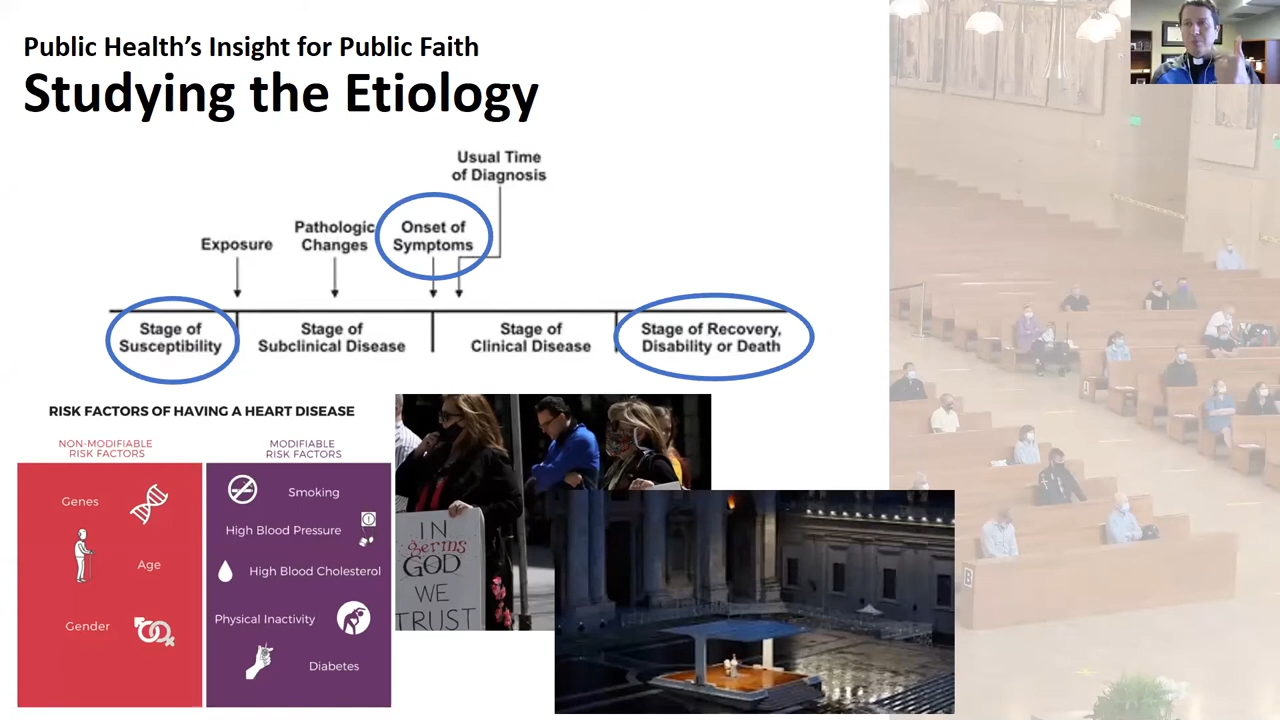 Public Health’s Insight for Public Faith
Studying the Etiology
Usual Time
of Diagnosis
Exposure
Pathologic
Changes
Onset of
Symptoms
Stage of
Susceptibility
Stage of
Subclinical Disease
Stage of
Clinical Disease
Stage of Recovery,
Disability or Death
RISK FACTORS OF HAVING A HEART DISEASE
NON-MODIFIABLE
RISK FACTORS
Genes
Age
Gender
MODIFIABLE
RISK FACTORS
Smoking
High Blood Pressure
High Blood Cholesterol
Physical Inactivity
Diabetes
IN
germs
GOD
WE
TRUST
B